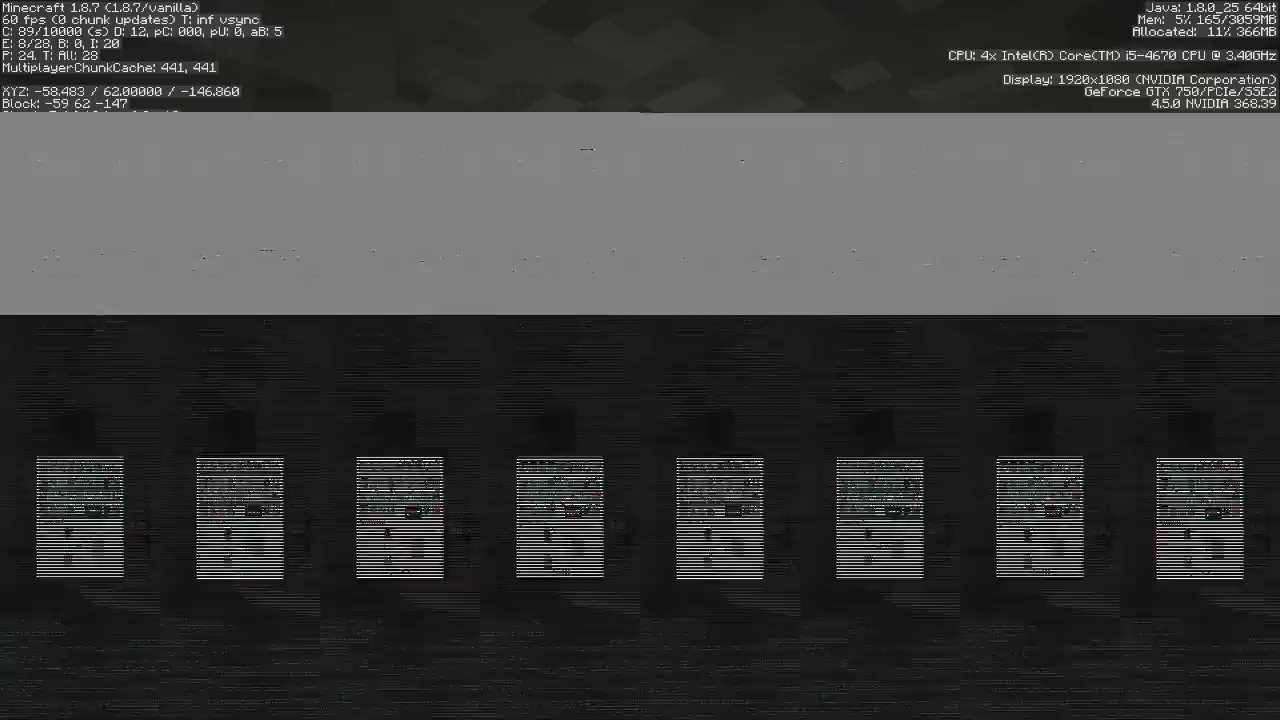 Minecraft 1.8.7 (1.8.7/vanilla)
60 fps (0 chunk updates) T: inf vsync
C: 89/10000 (s) D: 12, pC: 000, pU: 0, aB: 5
E: 8/28, B: 0, I: 20
P: 24. T: All: 28
MultiplayerChunkCache: 441, 441
XYZ: -58.483 / 62.00000 / -146.860
Block: -59 62 -147
Java: 1.8.0_25 64bit
Mem: 5% 165/3059MB
Allocated: 11% 366MB
CPU: 4x Intel(R) Core(TM) i5-4670 CPU @ 3.40GHz
Display: 1920x1080 (NVIDIA Corporation)
GeForce GTX 750/PCIe/SSE2
4.5.0 NVIDIA 368.39